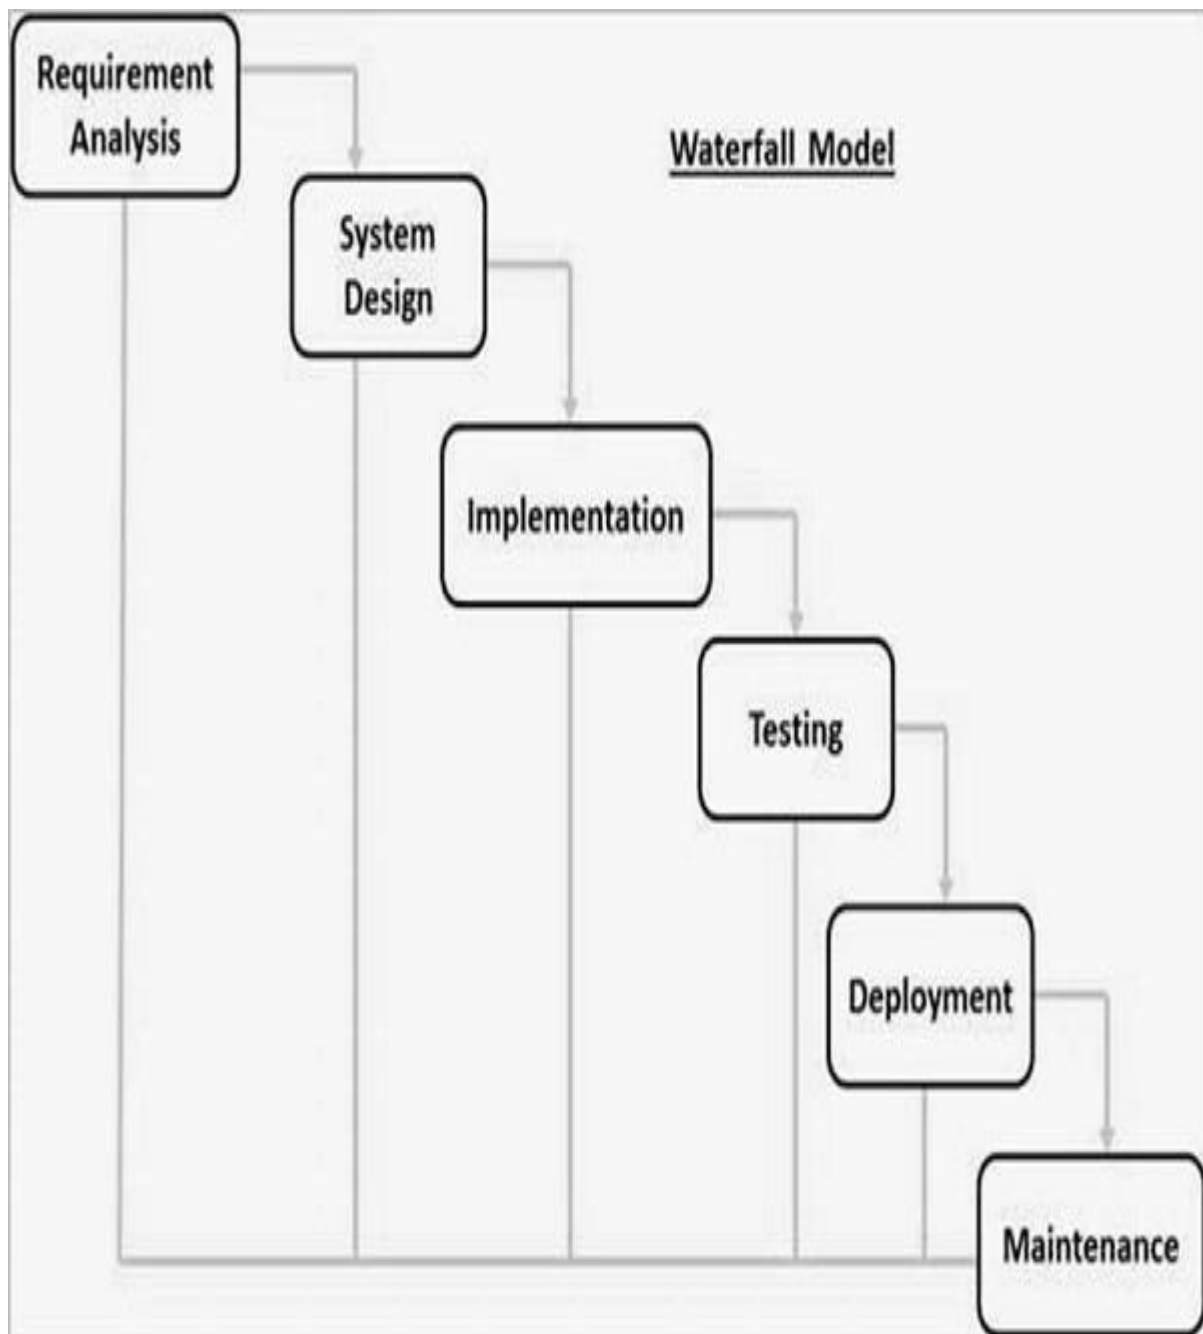 Requirement
Analysis
Waterfall Model
System
Design
Implementation
Testing
Deployment
Maintenance